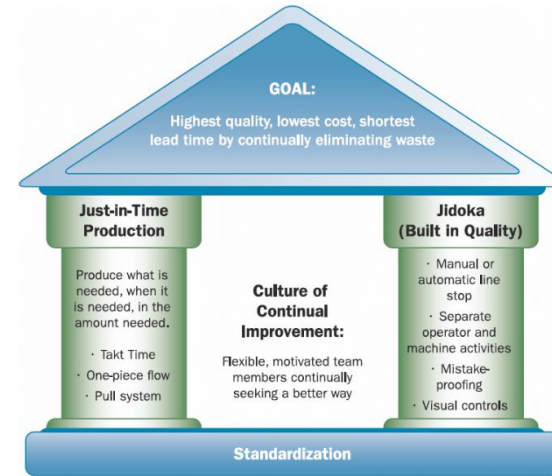 GOAL:
Highest quality, lowest cost, shortest
lead time by continually eliminating waste
Just-in-Time
Production
Produce what is
needed, when it
is needed, in the
amount needed.
· Takt Time
· One-piece flow
· Pull system
Culture of
Continual
Improvement:
Flexible, motivated team
members continually
seeking a better way
Jidoka
(Built in Quality)
· Manual or
automatic line
stop
· Separate
operator and
machine activities
· Mistake-
proofing
· Visual controls
Standardization